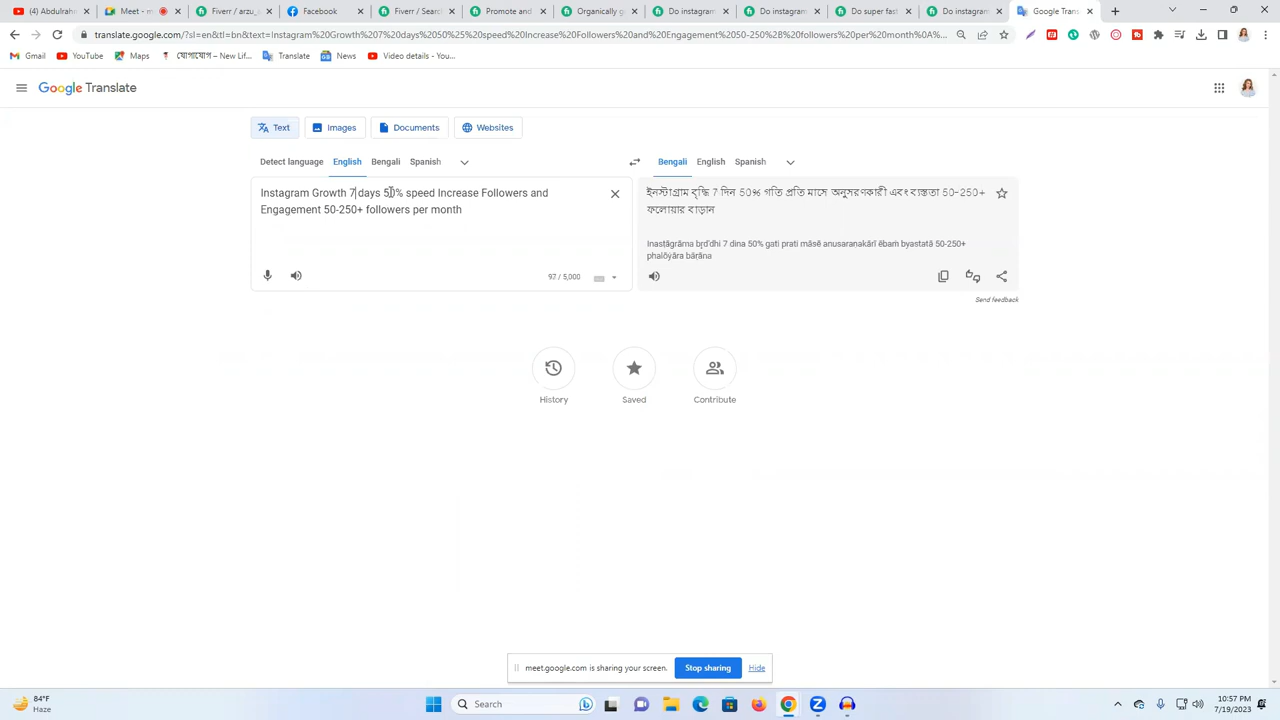 (4) Abdulrah
Meet - m
Fiverr / arzu_s
Facebook
Fiverr / Search
Promote and
Organically g
Do instagram
Do instagram
Do super fast
Do instagram
Google Trans
translate.google.com/?sl=en&tl=bn&text=Instagram%20Growth%207%20days%2050%25%20speed%20Increase%20Followers%20and%20Engagement%2050-250%2B%20followers%20per%20month%0A...
Gmail
YouTube
Maps
যোগাযোগ – New Lif...
Translate
News
Video details - You...
Google Translate
Text
Images
Documents
Websites
Detect language
English
Bengali
Spanish
Bengali
English
Spanish
Instagram Growth 7 days 50% speed Increase Followers and
Engagement 50-250+ followers per month
97 / 5,000
ইনস্টাগ্রাম বৃদ্ধি 7 দিন 50% গতি প্রতি মাসে অনুসরণকারী এবং ব্যস্ততা 50-250+
ফলোয়ার বাড়ান
Inasṭāgrāma br̥d'dhi 7 dina 50% gati prati māsē anusaraṇakārī ēbaṁ byastatā 50-250+
phalōẏāra bāṛāna
Send feedback
History
Saved
Contribute
meet.google.com is sharing your screen.
Stop sharing
Hide
84°F
Haze
Search
10:57 PM
7/19/2023